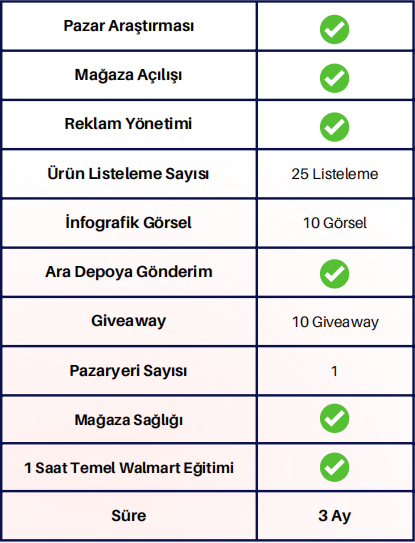 Pazar Araştırması
Mağaza Açılışı
Reklam Yönetimi
Ürün Listeleme Sayısı 25 Listeleme
İnfografik Görsel 10 Görsel
Ara Depoya Gönderim
Giveaway 10 Giveaway
Pazaryeri Sayısı 1
Mağaza Sağlığı
1 Saat Temel Walmart Eğitimi
Süre 3 Ay